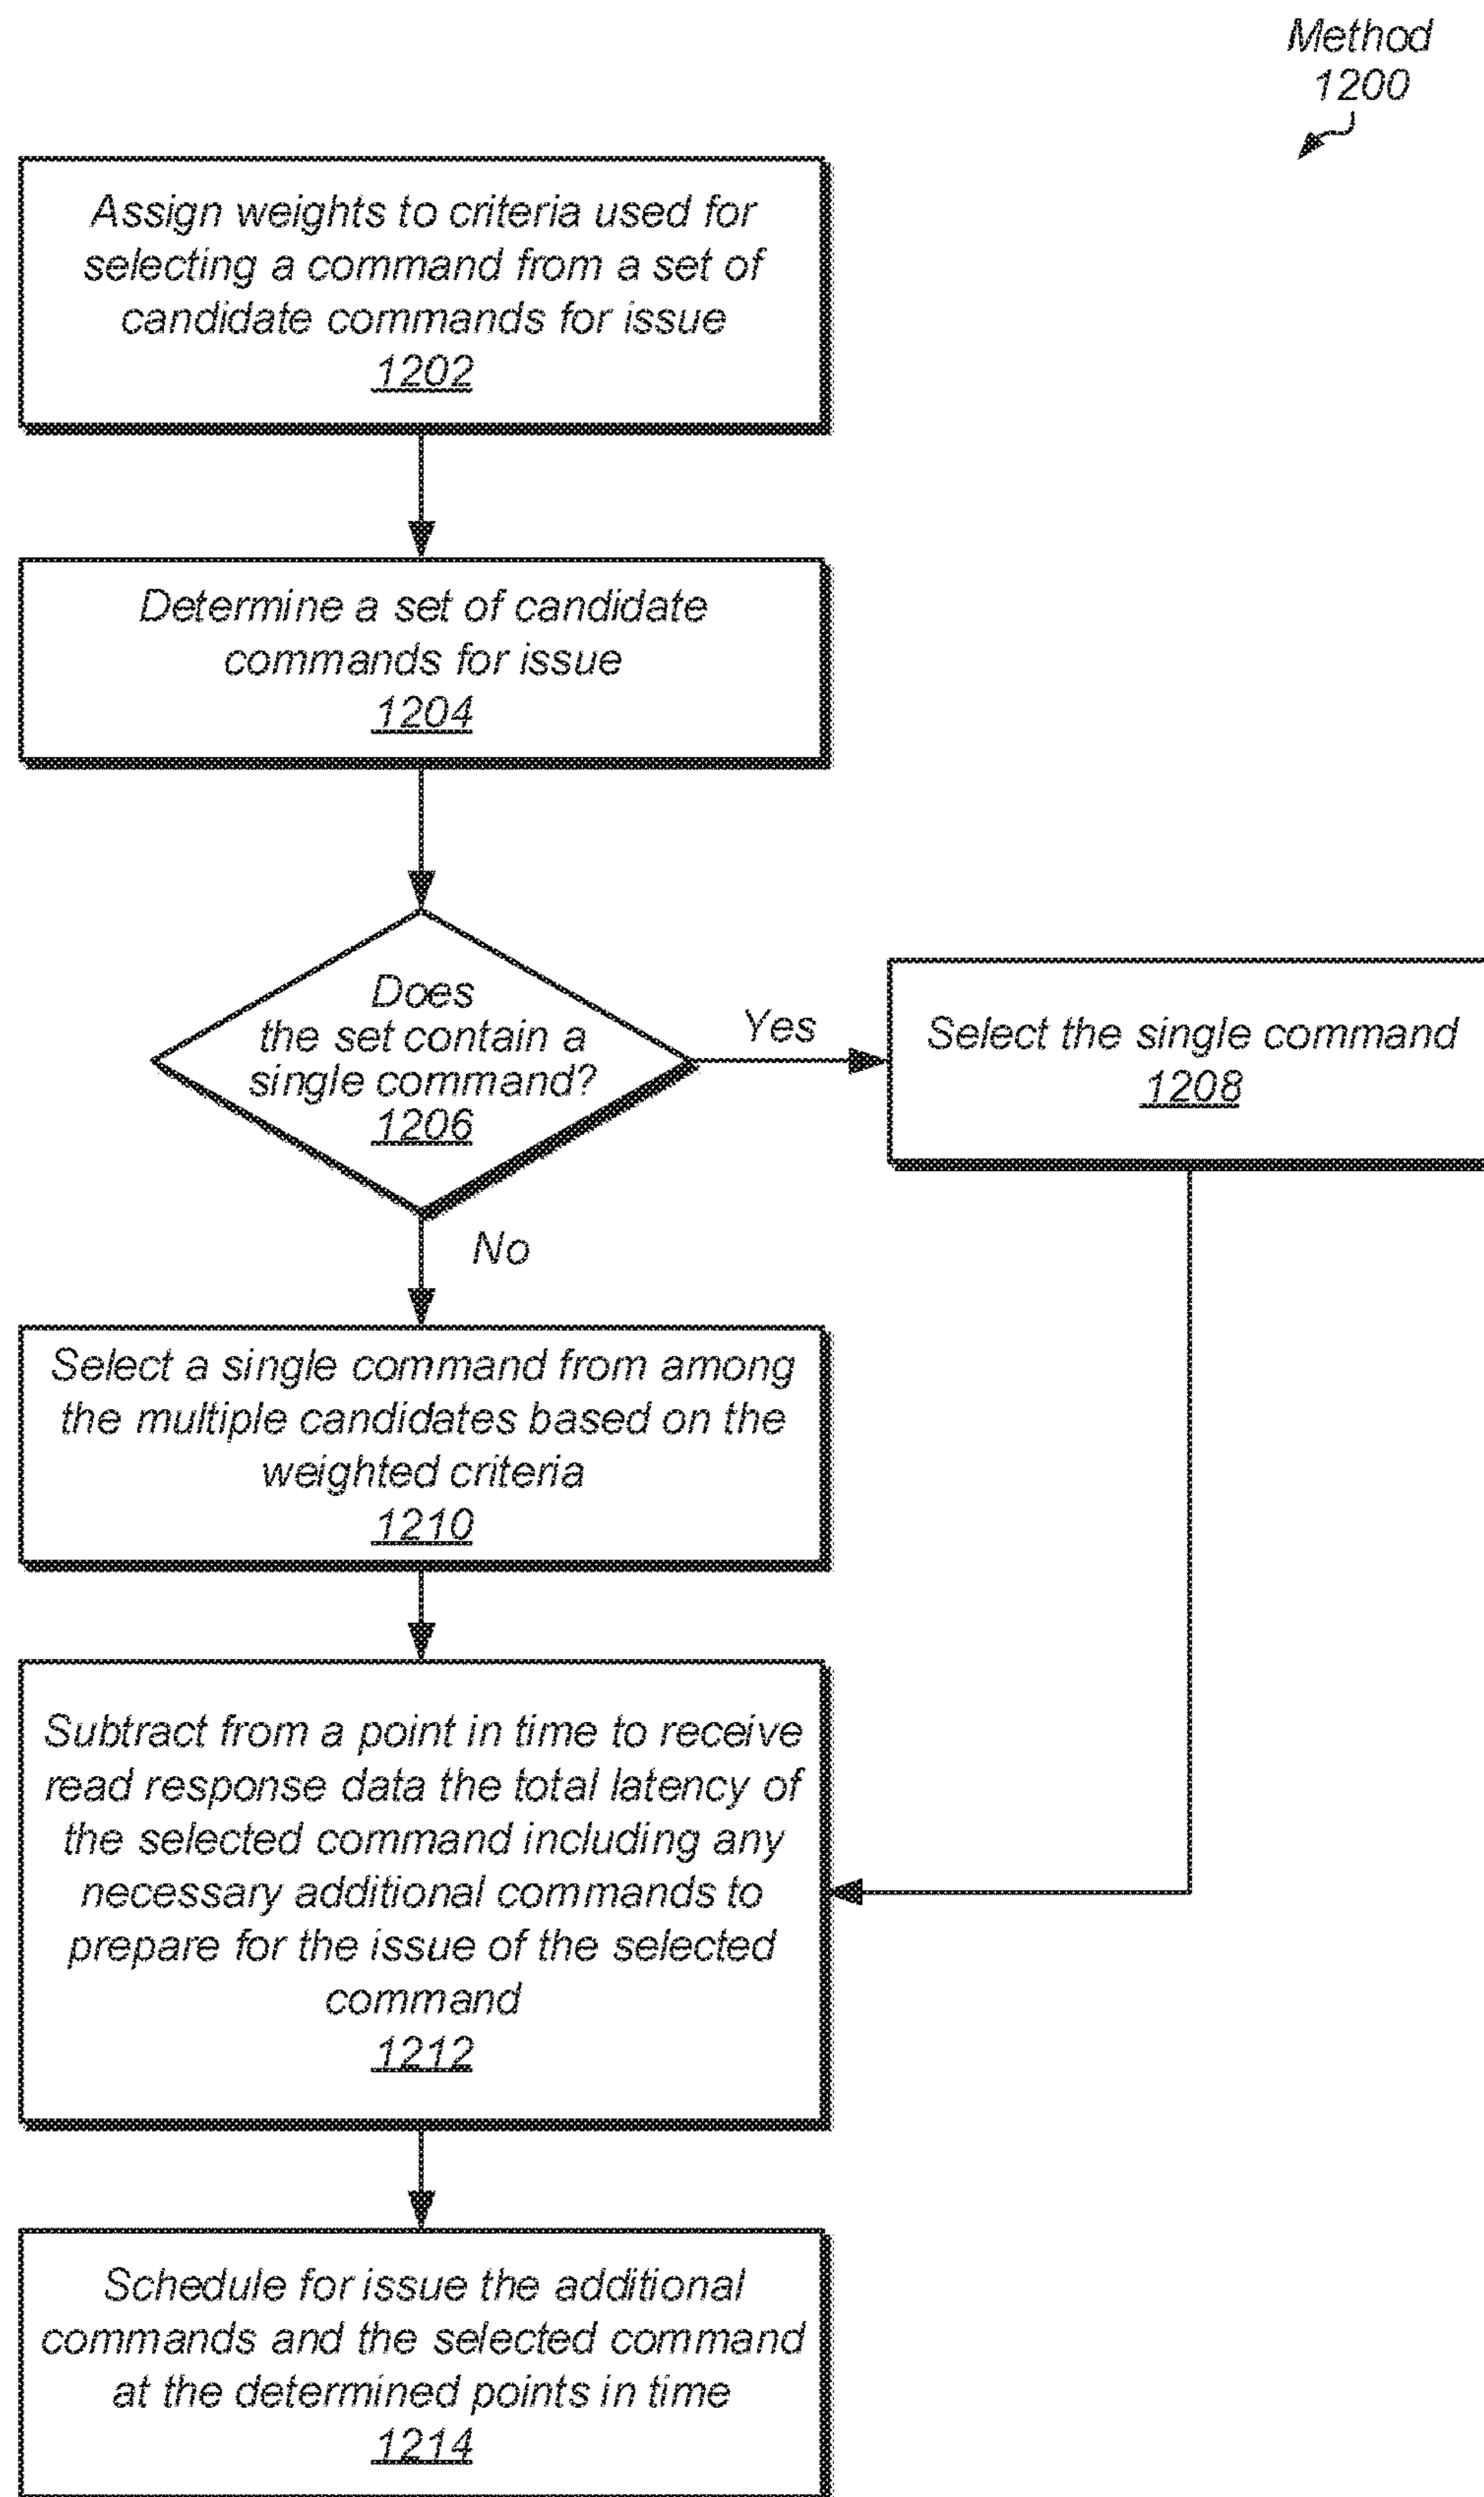 Method
1200
Assign weights to criteria used for
selecting a command from a set of
candidate commands for issue
1202
Determine a set of candidate
commands for issue
1204
Does
the set contain a
single command?
1206
Yes
Select the single command
1208
No
Select a single command from among
the multiple candidates based on the
weighted criteria
1210
Subtract from a point in time to receive
read response data the total latency of
the selected command including any
necessary additional commands to
prepare for the issue of the selected
command
1212
Schedule for issue the additional
commands and the selected command
at the determined points in time
1214